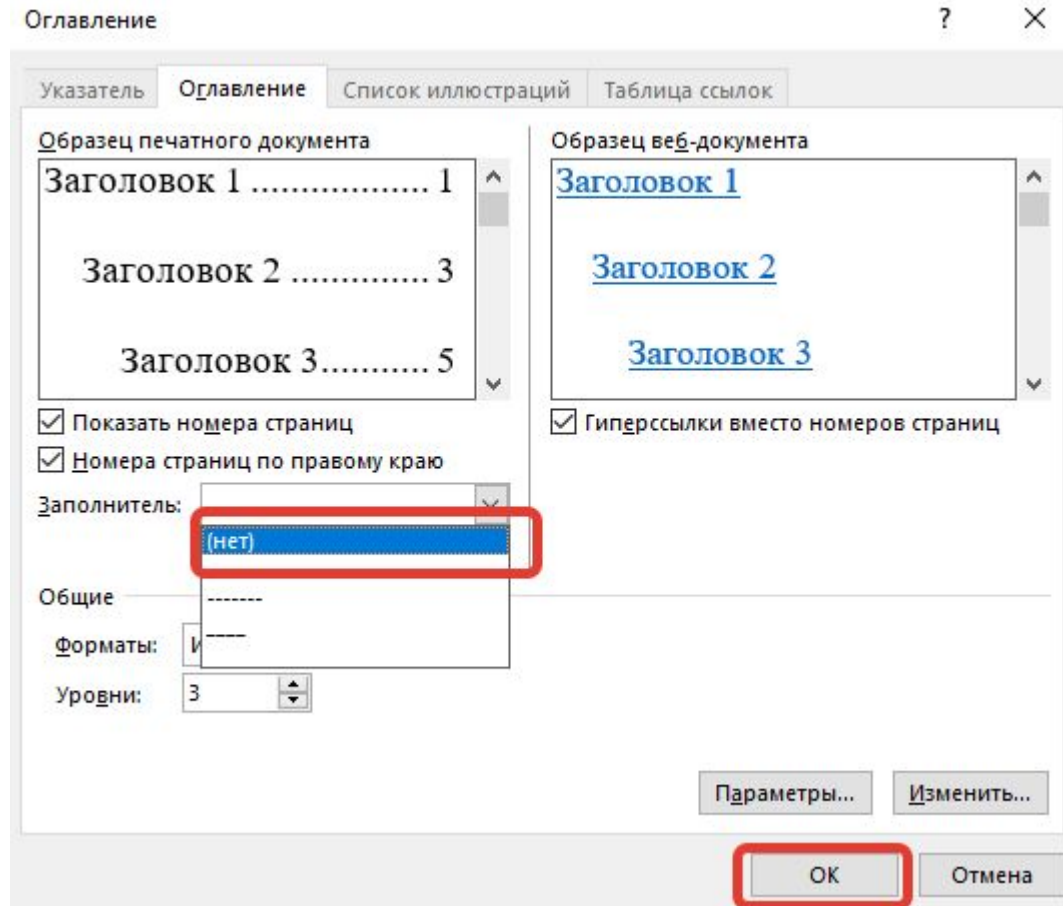 Оглавление ?
Указатель Оглавление Список иллюстраций Таблица ссылок
Образец печатного документа
Заголовок 1 .................. 1
Заголовок 2 .............. 3
Заголовок 3........... 5
Образец веб-документа
Заголовок 1
Заголовок 2
Заголовок 3
Показать номера страниц
Номера страниц по правому краю
Гиперссылки вместо номеров страниц
Заполнитель:
(нет)
-------
____
Общие
Форматы:
Уровни: 3
Параметры... Изменить...
ОК Отмена